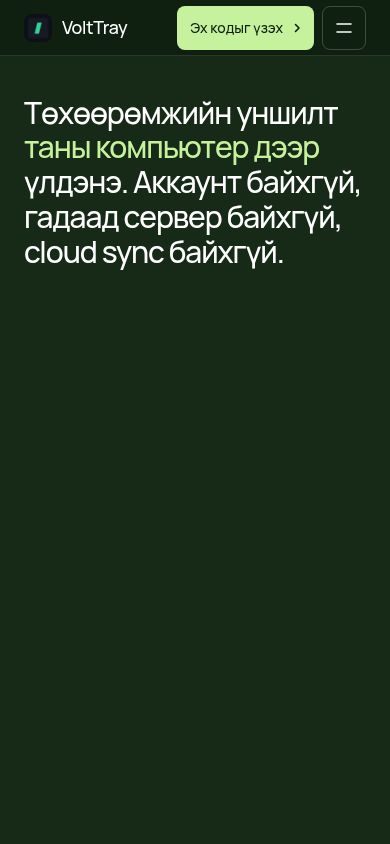 VoltTray
Эх кодыг үзэх
Төхөөрөмжийн уншилт
таны компьютер дээр
үлдэнэ. Аккаунт байхгүй,
гадаад сервер байхгүй,
cloud sync байхгүй.